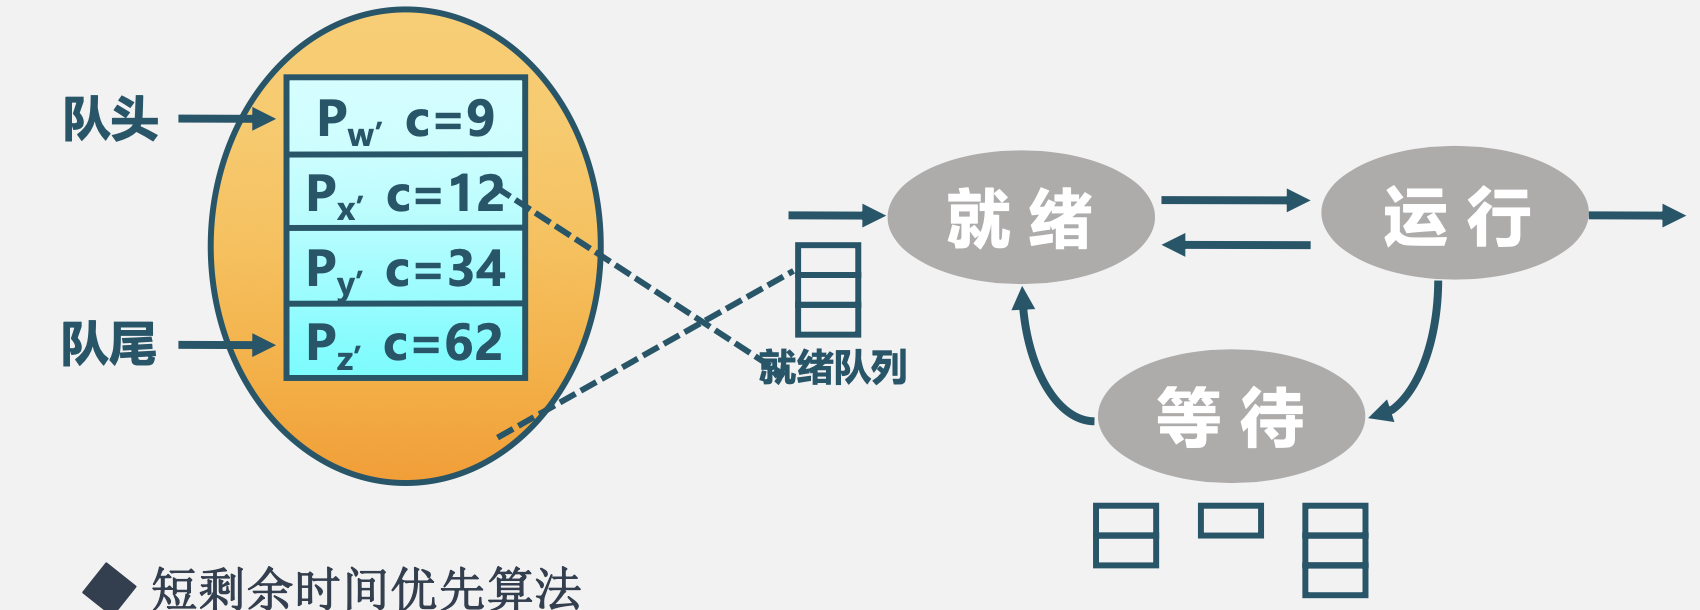 队头
P_w′ c=9
P_x′ c=12
P_y′ c=34
队尾
P_z′ c=62
就绪
运行
就绪队列
等待
短剩余时间优先算法